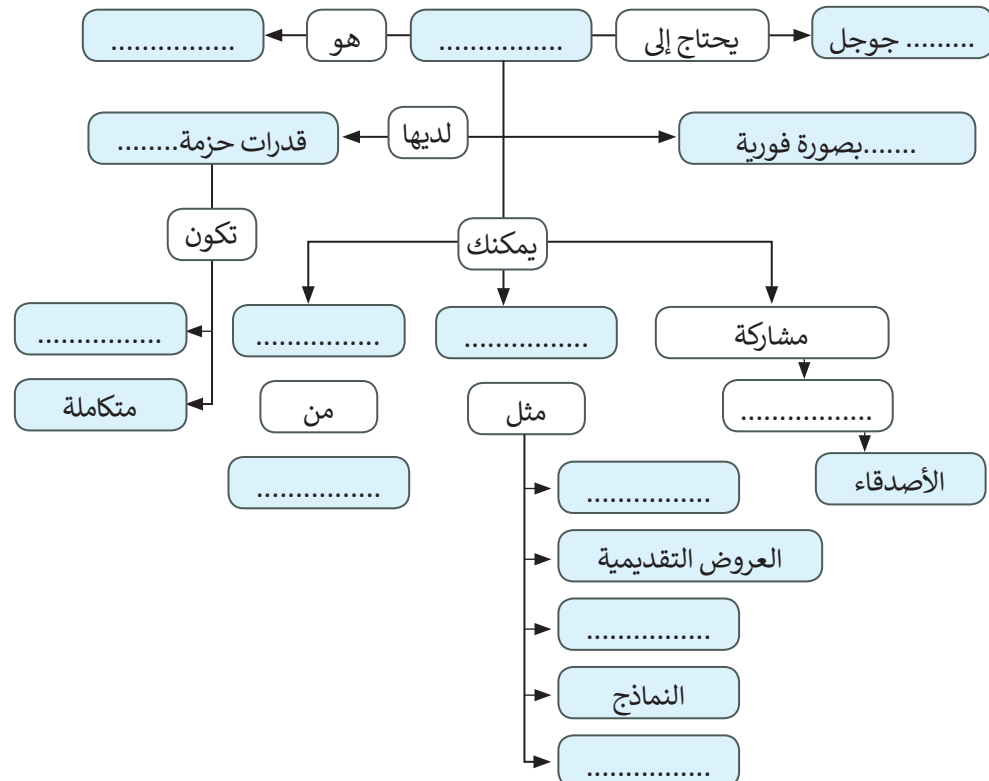 ......... جوجل
يحتاج إلى
................
هو
................
.......بصورة فورية
لديها
قدرات حزمة........
تكون
يمكنك
................
متكاملة
مشاركة
................
................
................
الأصدقاء
مثل
من
................
................
العروض التقديمية
................
النماذج
................